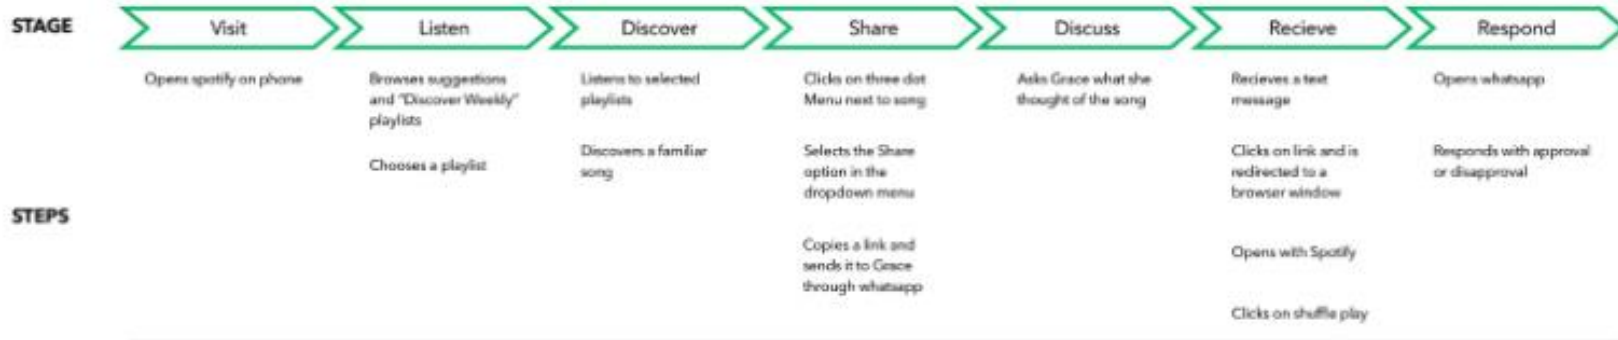 STAGE
Visit
Listen
Discover
Share
Discuss
Recieve
Respond
STEPS
Opens spotify on phone
Browses suggestions
and "Discover Weekly"
playlists
Chooses a playlist
Listens to selected
playlists
Discovers a familiar
song
Clicks on three dot
Menu next to song
Selects the Share
option in the
dropdown menu
Copies a link and
sends it to Grace
through whatsapp
Asks Grace what she
thought of the song
Recieves a text
message
Clicks on link and is
redirected to a
browser window
Opens with Spotify
Clicks on shuffle play
Opens whatsapp
Responds with approval
or disapproval